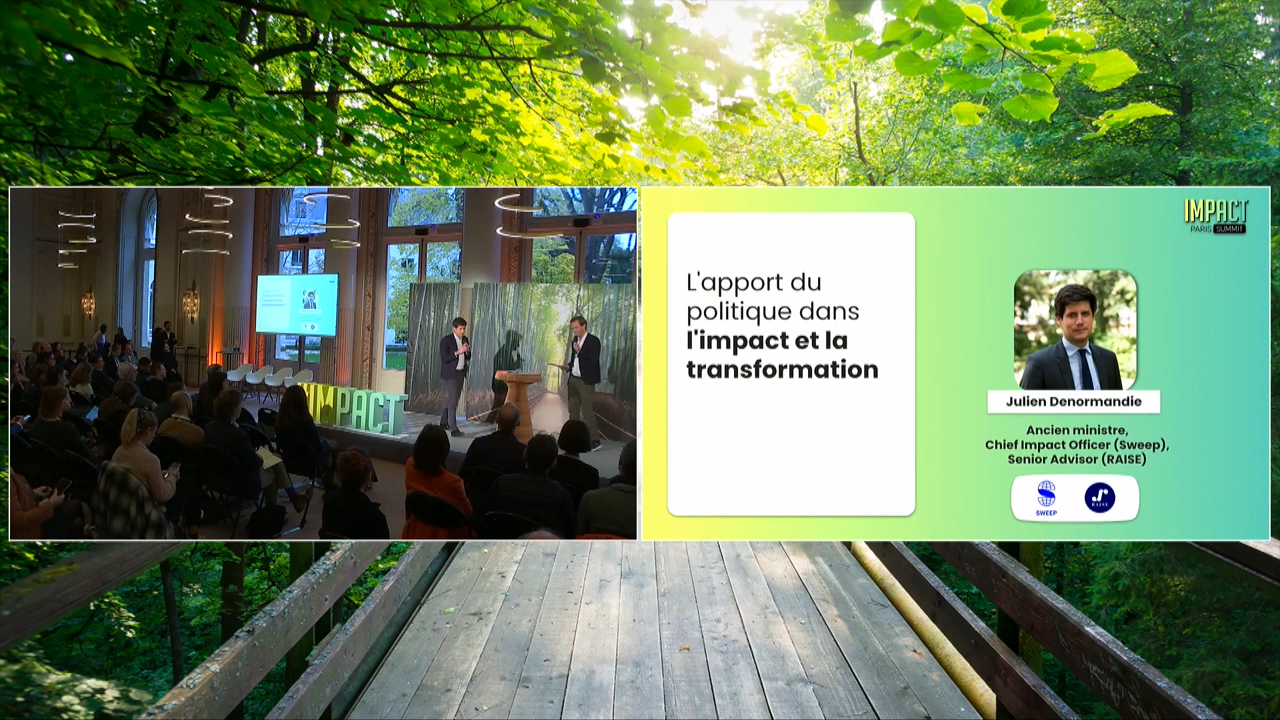 IMPACT
IMPACT
PARIS SUMMIT
L'apport du
politique dans
l'impact et la
transformation
Julien Denormandie
Ancien ministre,
Chief Impact Officer (Sweep),
Senior Advisor (RAISE)
SWEEP
RAISE